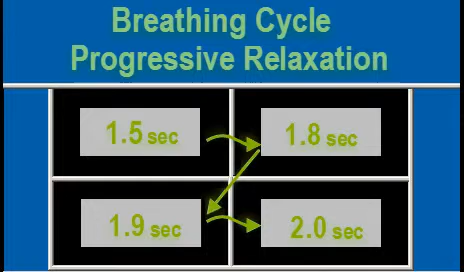 Breathing Cycle
Progressive Relaxation
1.5 sec
1.8 sec
1.9 sec
2.0 sec